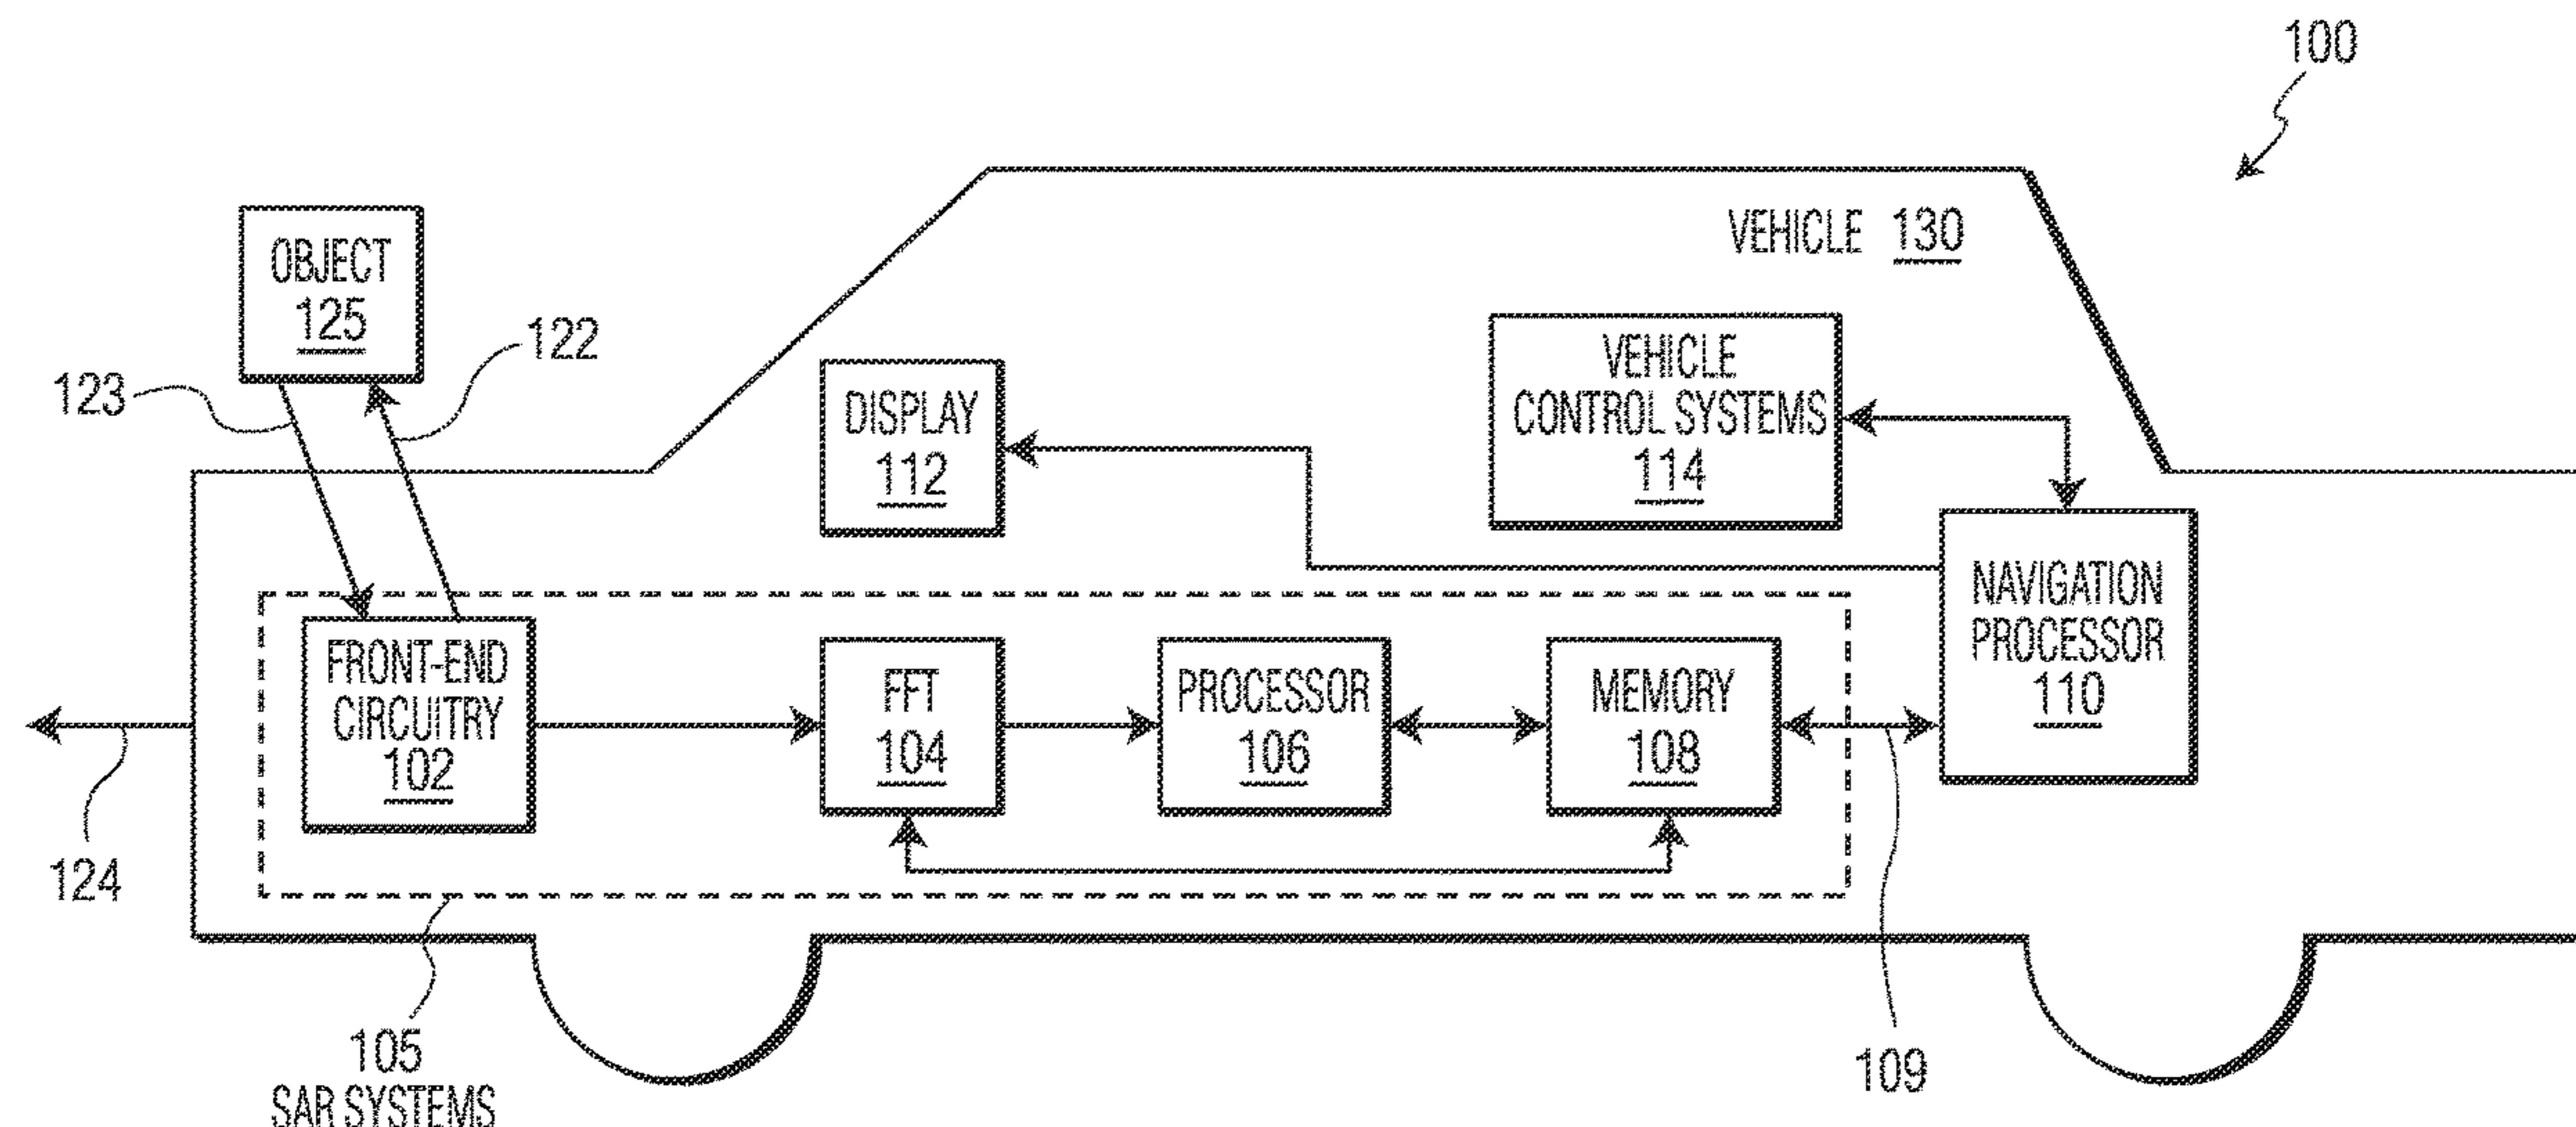 100
VEHICLE 130
OBJECT
125
122
123
VEHICLE
CONTROL SYSTEMS
114
DISPLAY
112
NAVIGATION
PROCESSOR
110
FRONT-END
CIRCUITRY
102
FFT
104
PROCESSOR
106
MEMORY
108
124
105
SAR SYSTEMS
109